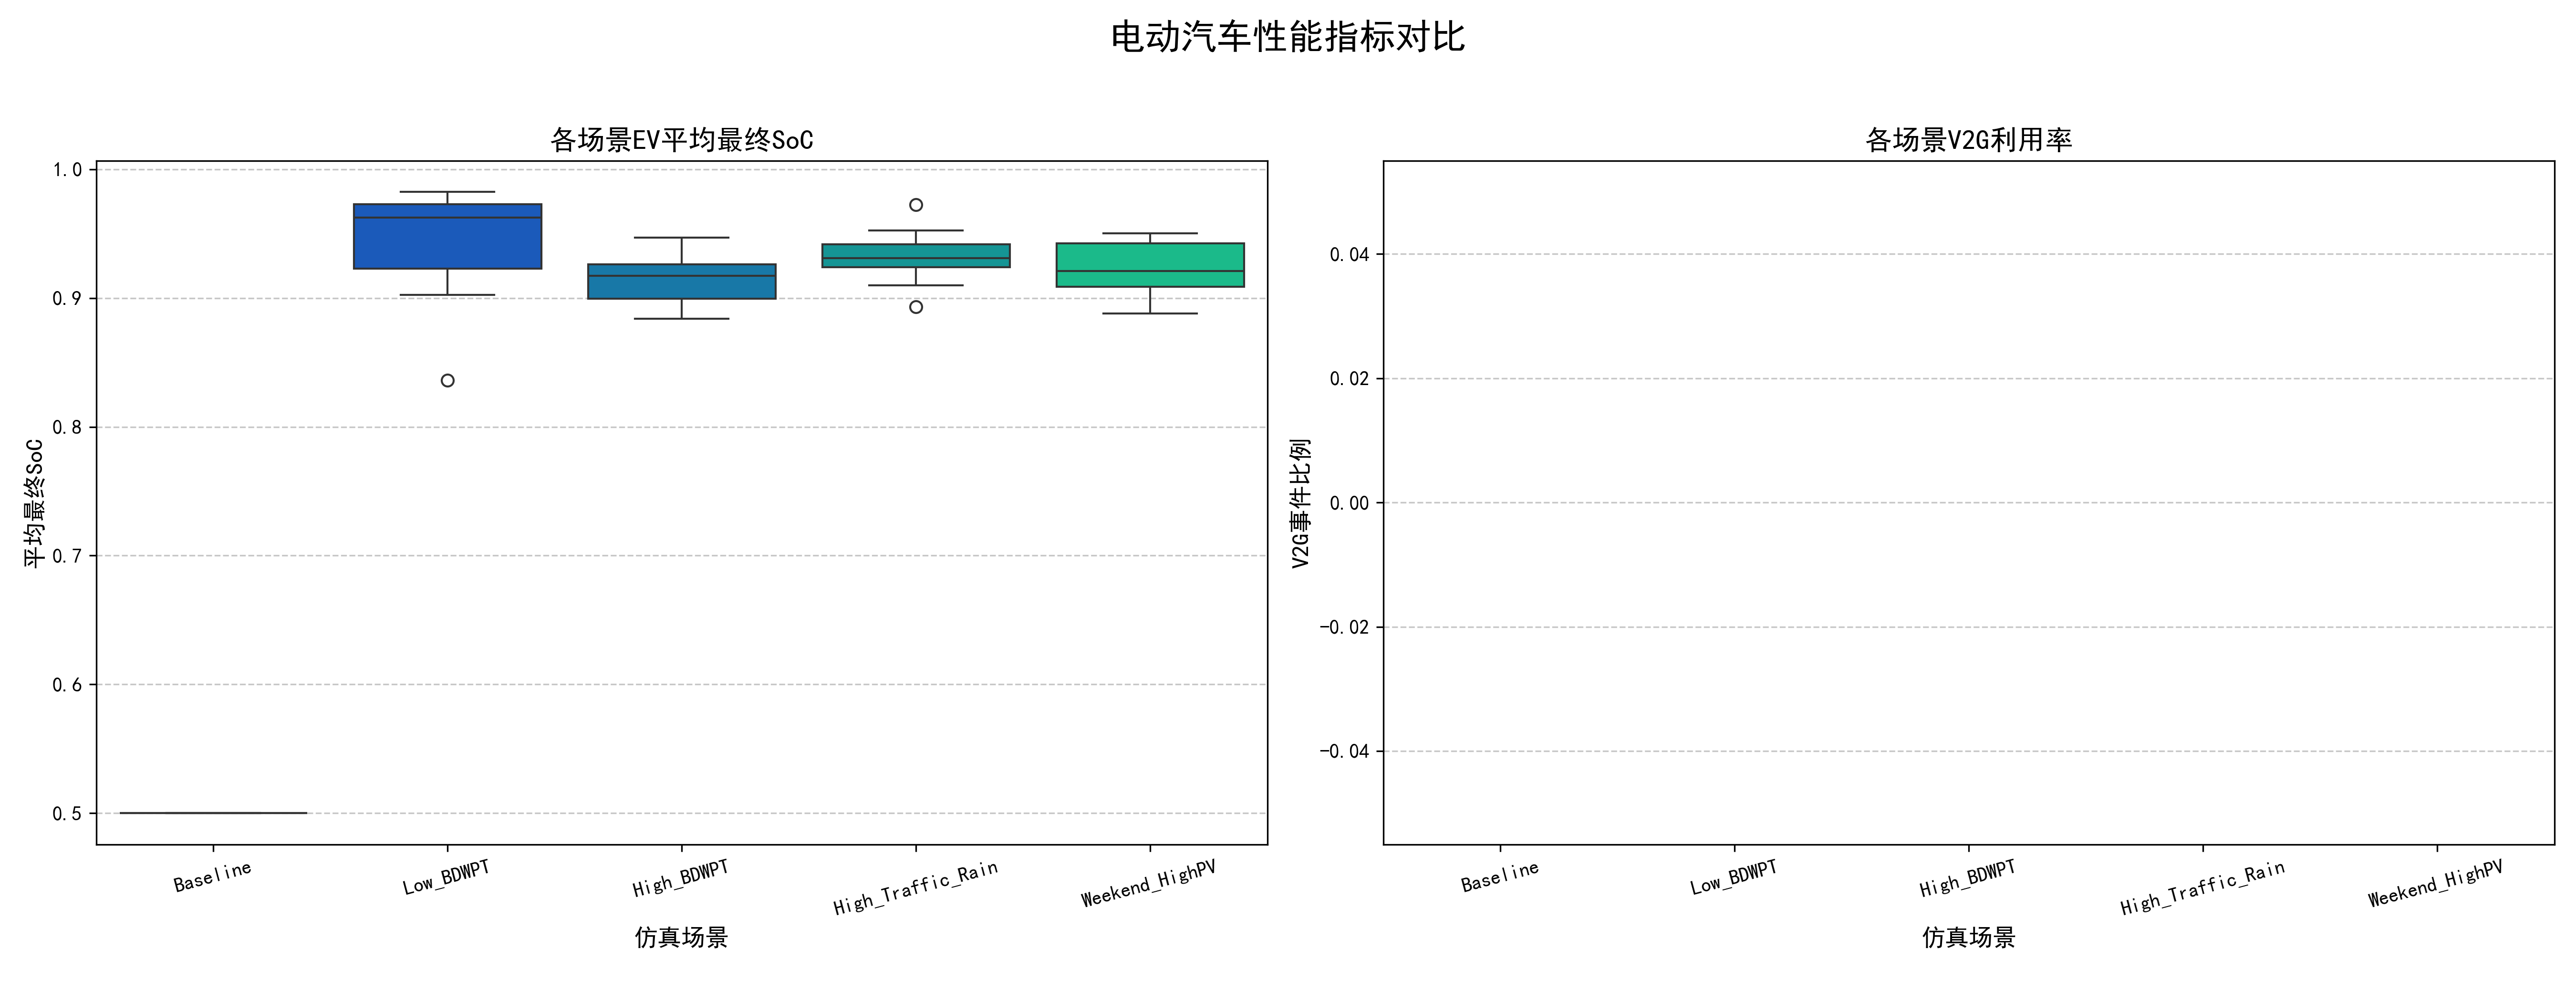 电动汽车性能指标对比
各场景EV平均最终SoC
平均最终SoC
1.0
0.9
0.8
0.7
0.6
0.5
Baseline
Low_BDWPT
High_BDWPT
High_Traffic_Rain
Weekend_HighPV
仿真场景
各场景V2G利用率
V2G事件比例
0.04
0.02
0.00
-0.02
-0.04
Baseline
Low_BDWPT
High_BDWPT
High_Traffic_Rain
Weekend_HighPV
仿真场景